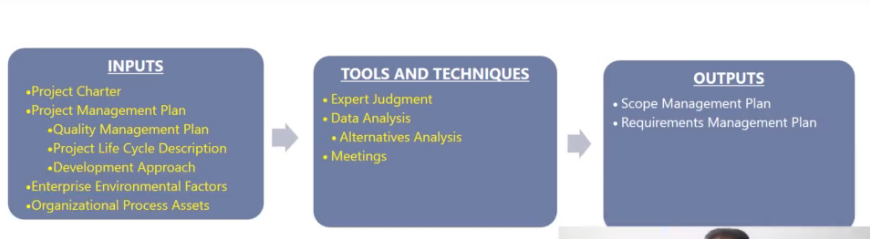 INPUTS
•Project Charter
•Project Management Plan
•Quality Management Plan
•Project Life Cycle Description
•Development Approach
•Enterprise Environmental Factors
•Organizational Process Assets
TOOLS AND TECHNIQUES
• Expert Judgment
• Data Analysis
• Alternatives Analysis
• Meetings
OUTPUTS
• Scope Management Plan
• Requirements Management Plan